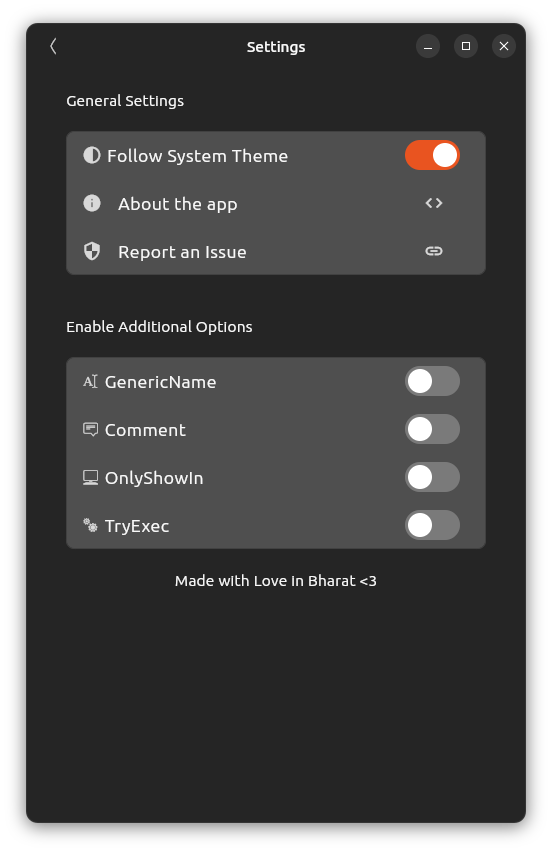 Settings
General Settings
Follow System Theme
About the app
Report an Issue
Enable Additional Options
GenericName
Comment
OnlyShowIn
TryExec
Made with Love In Bharat <3